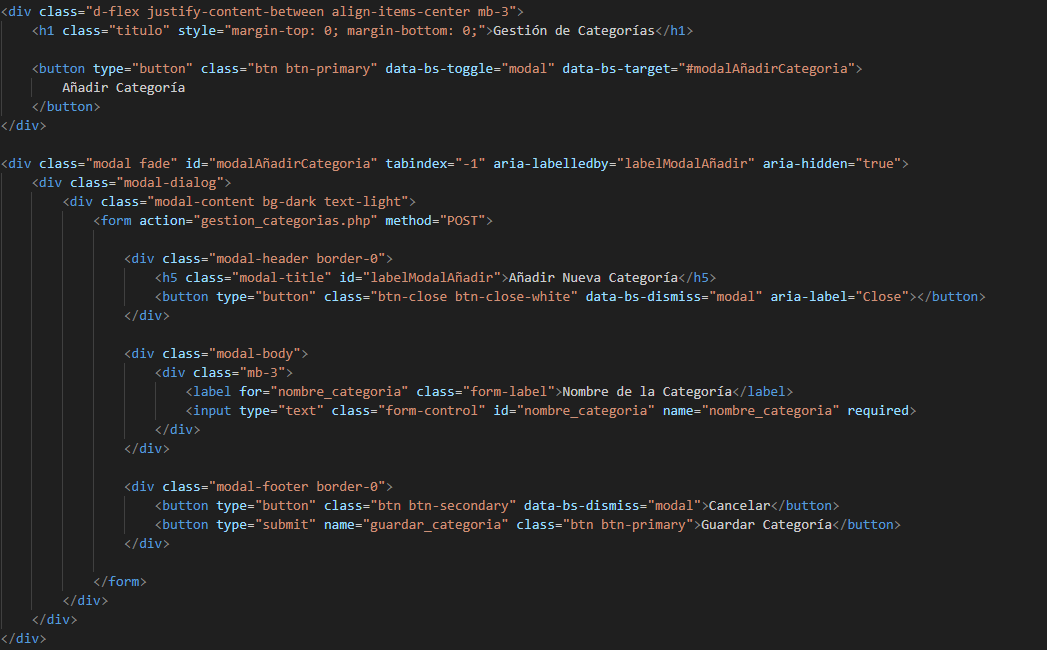 <div class="d-flex justify-content-between align-items-center mb-3">
<h1 class="titulo" style="margin-top: 0; margin-bottom: 0;">Gestión de Categorías</h1>
<button type="button" class="btn btn-primary" data-bs-toggle="modal" data-bs-target="#modalAñadirCategoria">
Añadir Categoría
</button>
</div>
<div class="modal fade" id="modalAñadirCategoria" tabindex="-1" aria-labelledby="labelModalAñadir" aria-hidden="true">
<div class="modal-dialog">
<div class="modal-content bg-dark text-light">
<form action="gestion_categorias.php" method="POST">
<div class="modal-header border-0">
<h5 class="modal-title" id="labelModalAñadir">Añadir Nueva Categoría</h5>
<button type="button" class="btn-close btn-close-white" data-bs-dismiss="modal" aria-label="Close"></button>
</div>
<div class="modal-body">
<div class="mb-3">
<label for="nombre_categoria" class="form-label">Nombre de la Categoría</label>
<input type="text" class="form-control" id="nombre_categoria" name="nombre_categoria" required>
</div>
</div>
<div class="modal-footer border-0">
<button type="button" class="btn btn-secondary" data-bs-dismiss="modal">Cancelar</button>
<button type="submit" name="guardar_categoria" class="btn btn-primary">Guardar Categoría</button>
</div>
</form>
</div>
</div>
</div>